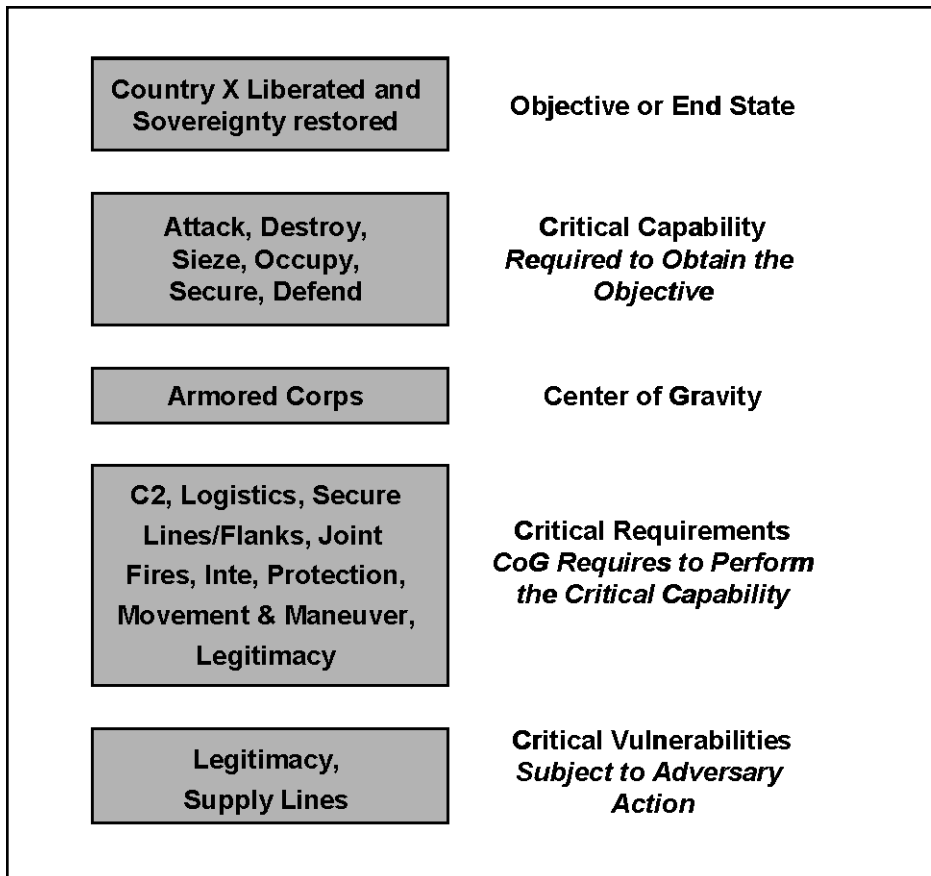 Country X Liberated and
Sovereignty restored
Objective or End State
Attack, Destroy,
Sieze, Occupy,
Secure, Defend
Critical Capability
Required to Obtain the
Objective
Armored Corps
Center of Gravity
C2, Logistics, Secure
Lines/Flanks, Joint
Fires, Inte, Protection,
Movement & Maneuver,
Legitimacy
Critical Requirements
CoG Requires to Perform
the Critical Capability
Legitimacy,
Supply Lines
Critical Vulnerabilities
Subject to Adversary
Action